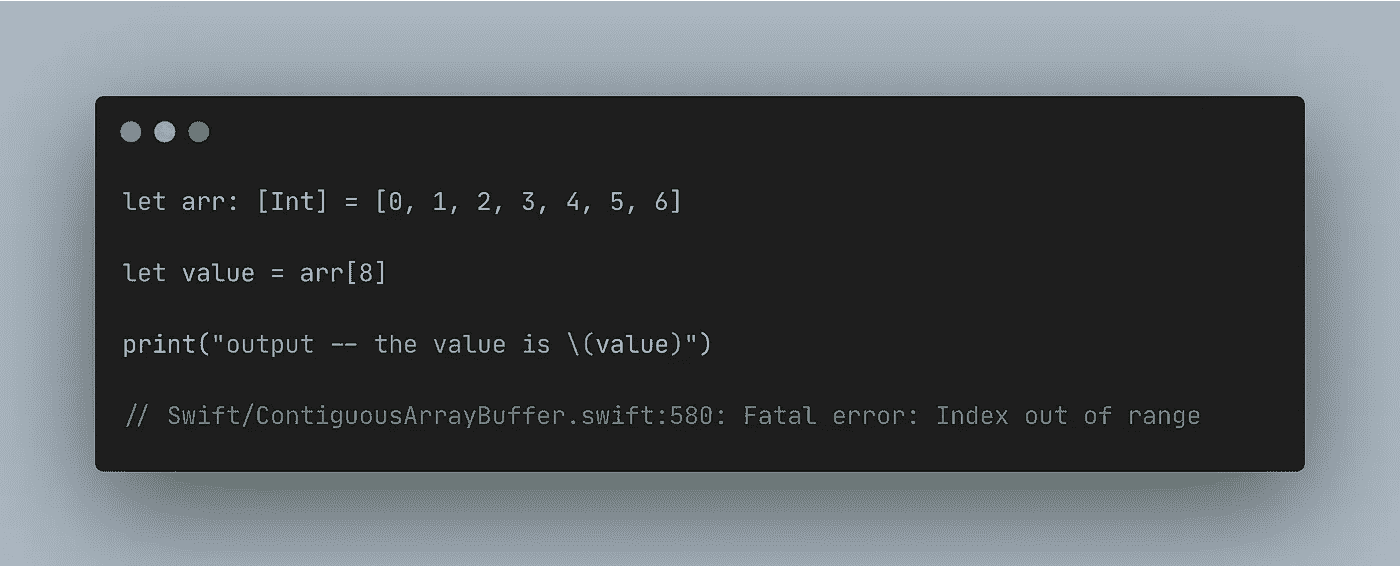 let arr: [Int] = [0, 1, 2, 3, 4, 5, 6]
let value = arr[8]
print("output -- the value is \(value)")
// Swift/ContiguousArrayBuffer.swift:580: Fatal error: Index out of range